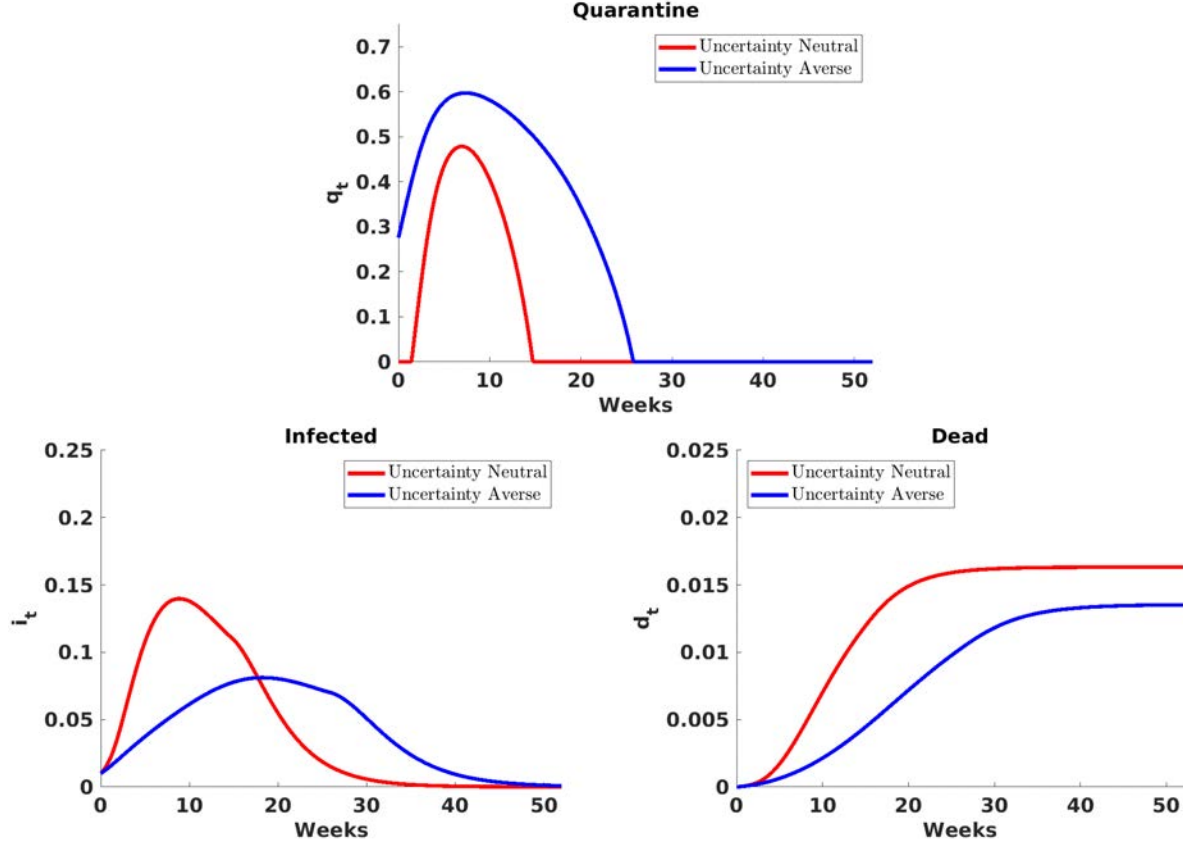 Quarantine
Uncertainty Neutral
Uncertainty Averse
0.7
0.6
0.5
0.4
0.3
0.2
0.1
0
q_t
0 10 20 30 40 50
Weeks
Infected
Uncertainty Neutral
Uncertainty Averse
0.25
0.2
0.15
0.1
0.05
0
i_t
0 10 20 30 40 50
Weeks
Dead
Uncertainty Neutral
Uncertainty Averse
0.025
0.02
0.015
0.01
0.005
0
d_t
0 10 20 30 40 50
Weeks